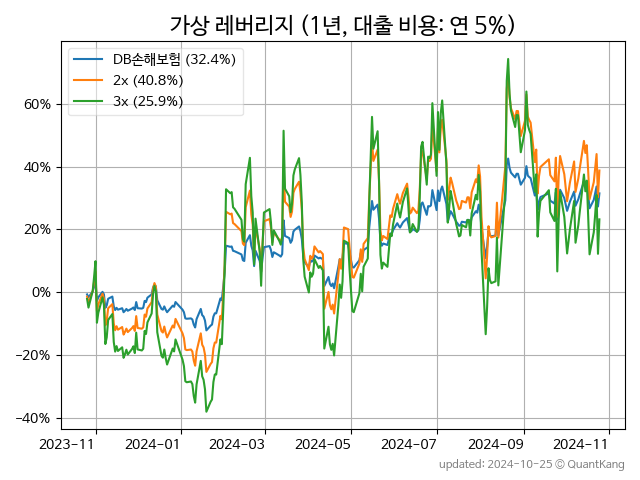 가상 레버리지 (1년, 대출 비용: 연 5%)
DB손해보험 (32.4%)
2x (40.8%)
3x (25.9%)
60%
40%
20%
0%
−20%
−40%
2023-11
2024-01
2024-03
2024-05
2024-07
2024-09
2024-11
updated: 2024-10-25 © QuantKang